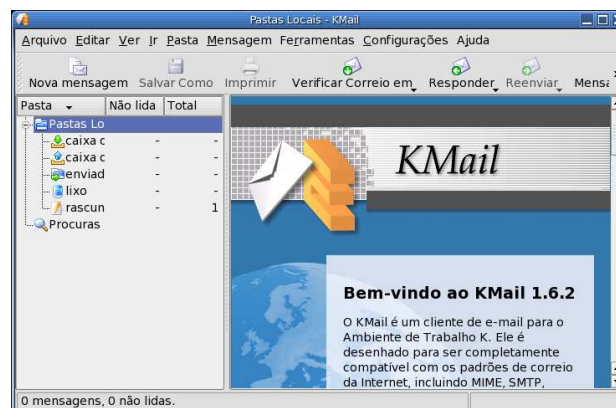 Pastas Locais - KMail
Arquivo Editar Ver Ir Pasta Mensagem Ferramentas Configurações Ajuda
Nova mensagem Salvar Como Imprimir Verificar Correio em Responder Reenviar Mensa
Pasta Não lida Total
Pastas Lo
caixa c - -
caixa c - -
enviad - -
lixo - -
rascun - 1
Procuras
KMail
Bem-vindo ao KMail 1.6.2
O KMail é um cliente de e-mail para o
Ambiente de Trabalho K. Ele é
desenhado para ser completamente
compatível com os padrões de correio
da Internet, incluindo MIME, SMTP,
0 mensagens, 0 não lidas.